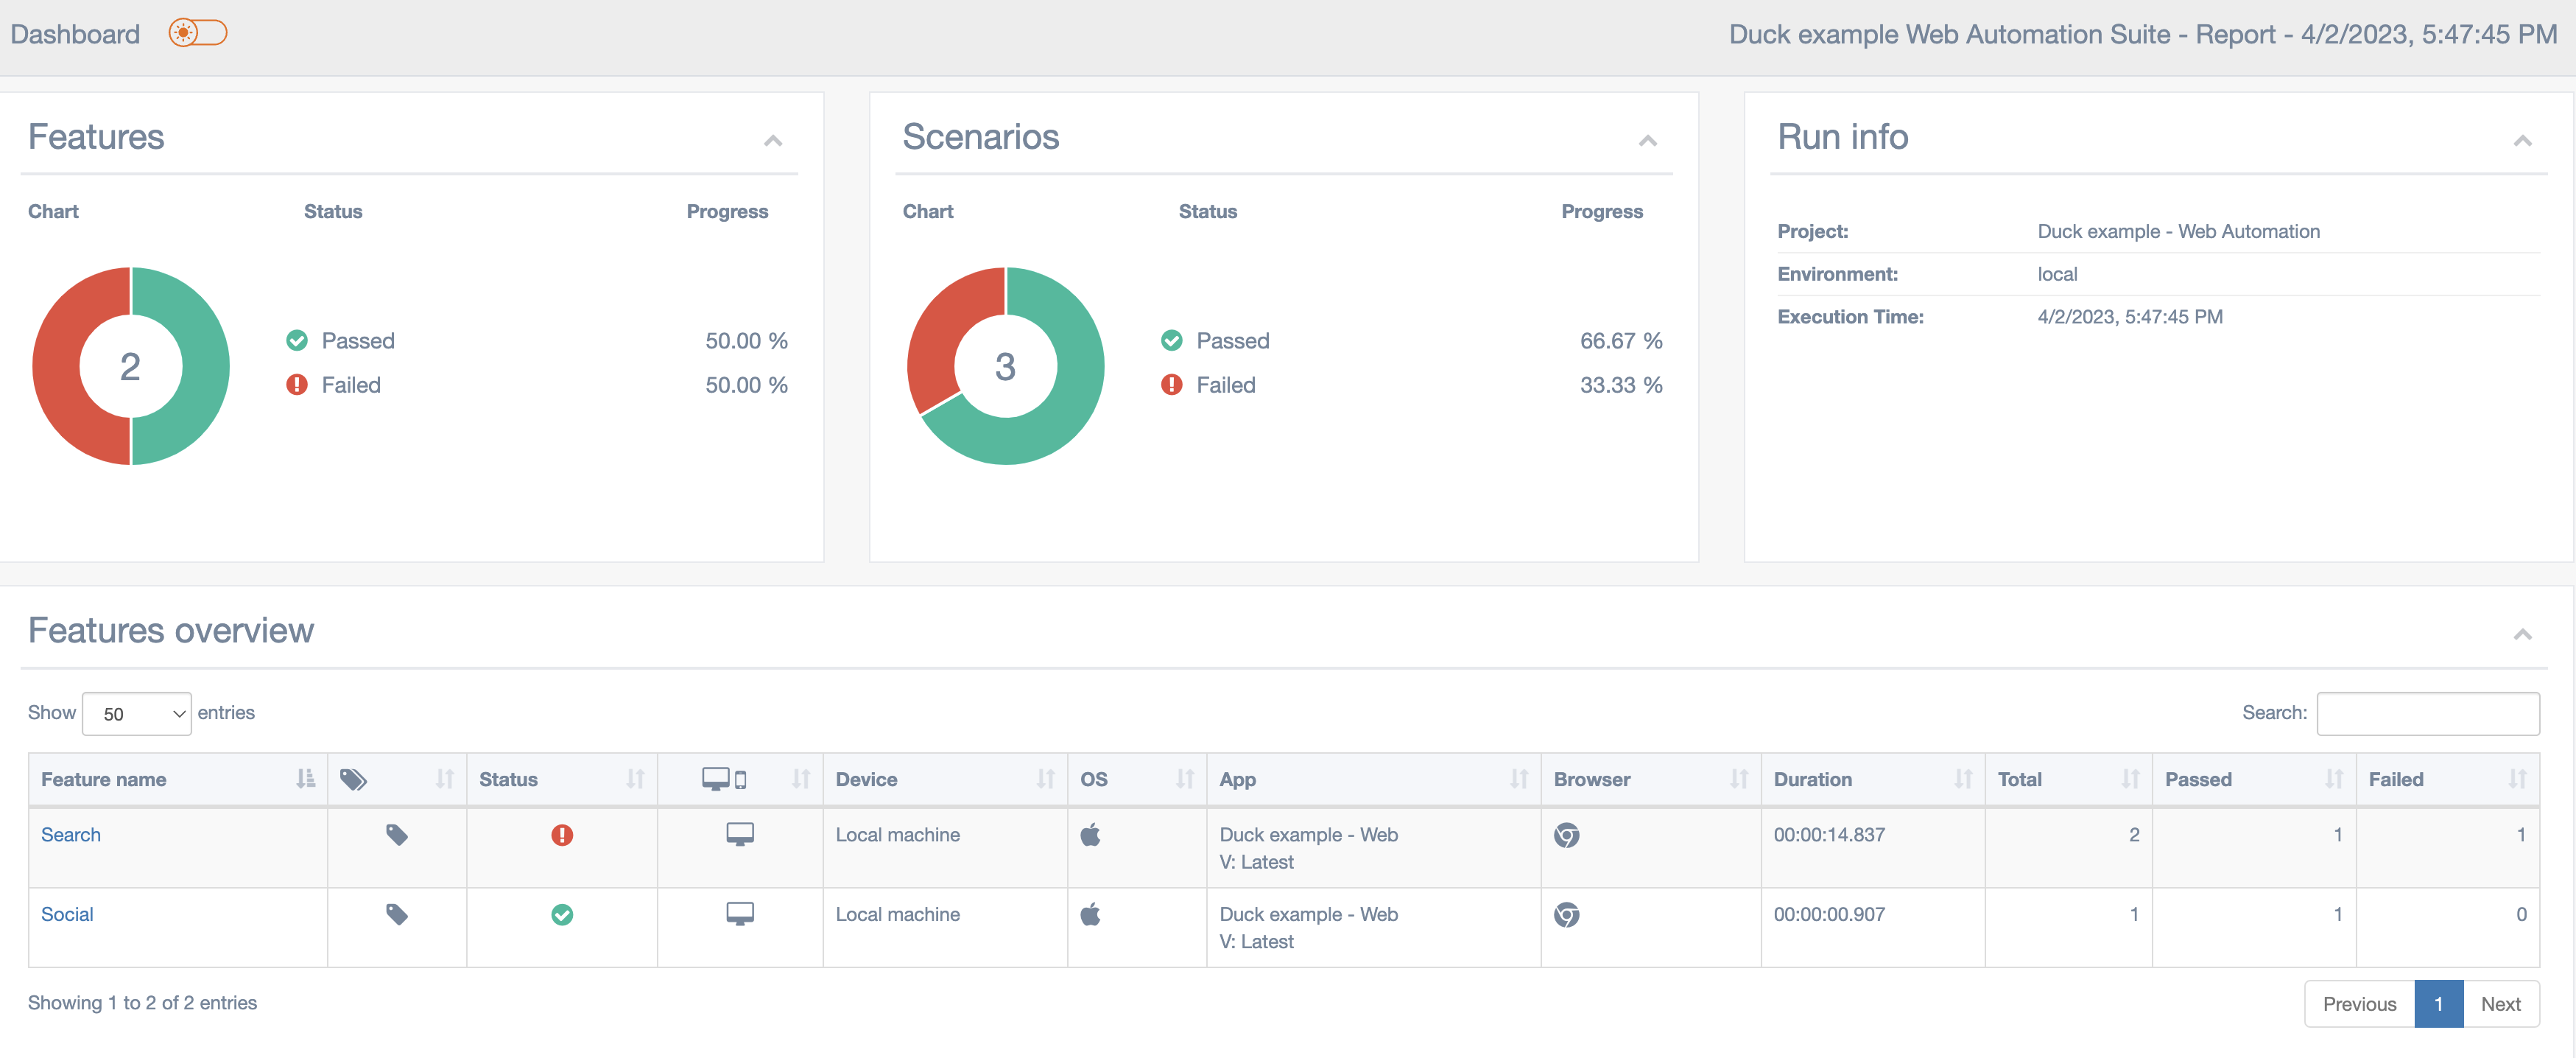 Dashboard
Duck example Web Automation Suite - Report - 4/2/2023, 5:47:45 PM
Features
Chart Status Progress
2
Passed 50.00 %
Failed 50.00 %
Scenarios
Chart Status Progress
3
Passed 66.67 %
Failed 33.33 %
Run info
Project: Duck example - Web Automation
Environment: local
Execution Time: 4/2/2023, 5:47:45 PM
Features overview
Show 50 entries
Search:
Feature name Status Device OS App Browser Duration Total Passed Failed
Search Local machine Duck example - Web 00:00:14.837 2 1 1
V: Latest
Social Local machine Duck example - Web 00:00:00.907 1 1 0
V: Latest
Showing 1 to 2 of 2 entries
Previous 1 Next